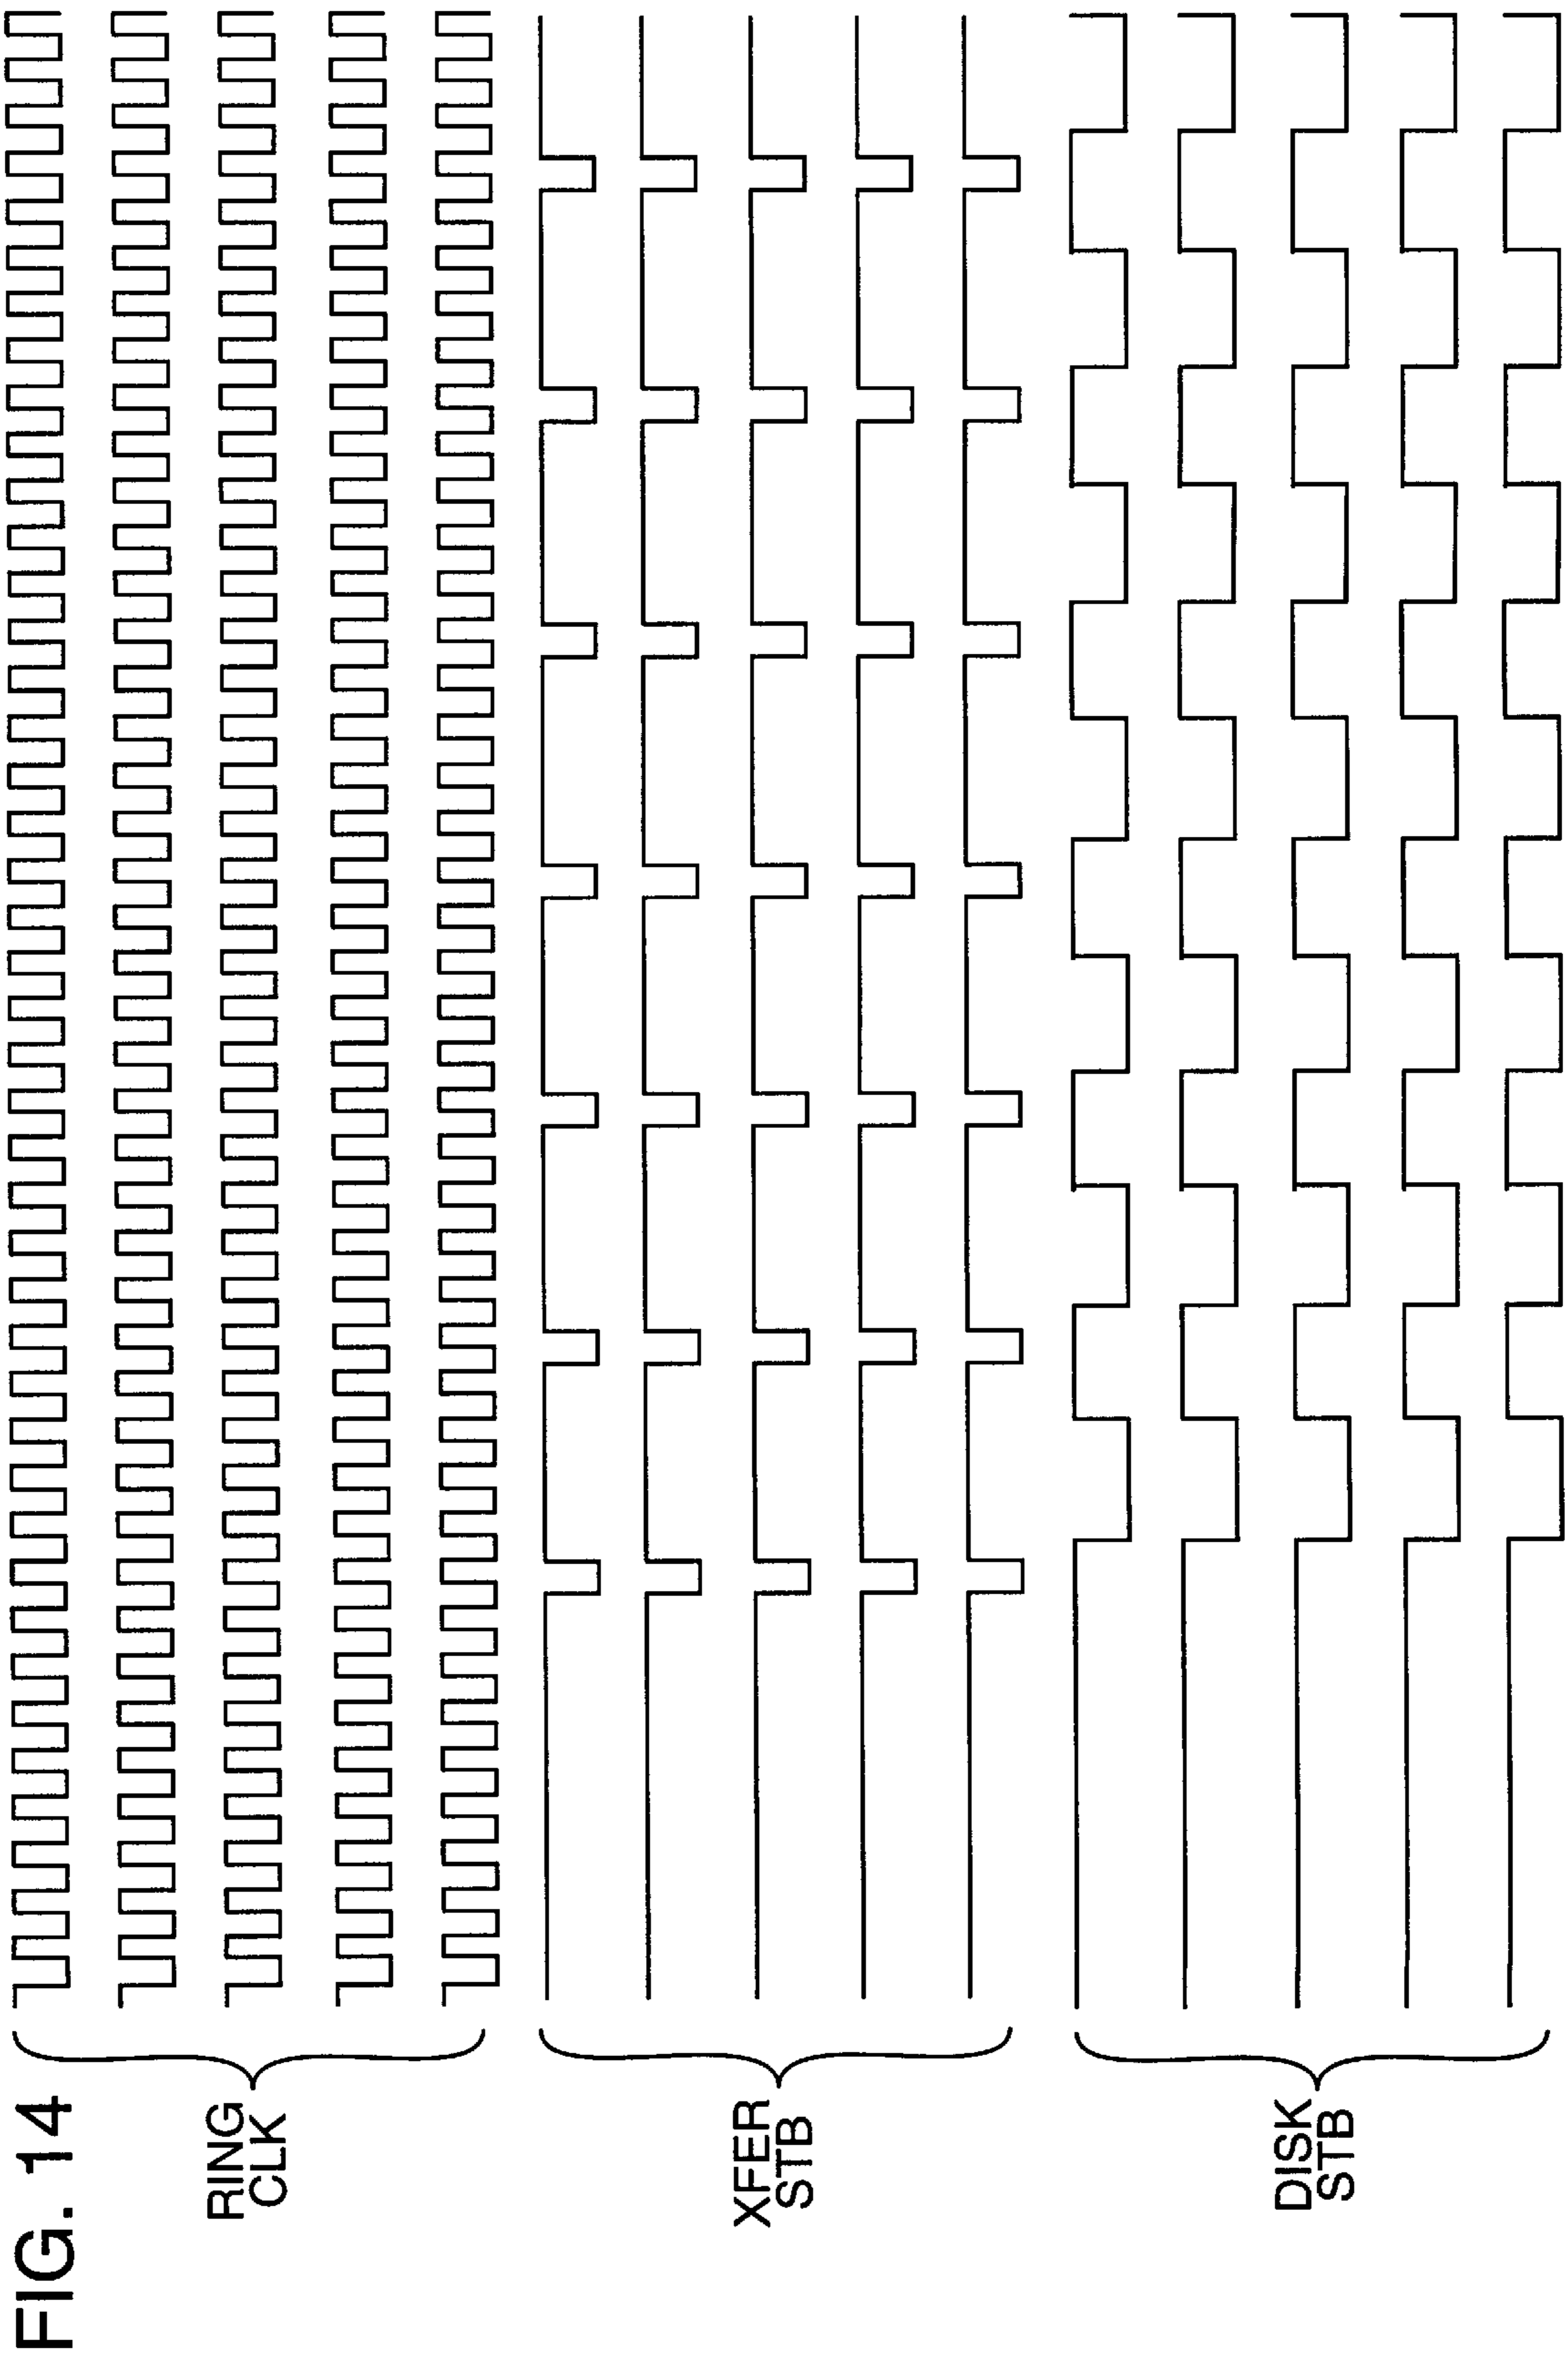 FIG. 14
RING
CLK
XFER
STB
DISK
STB